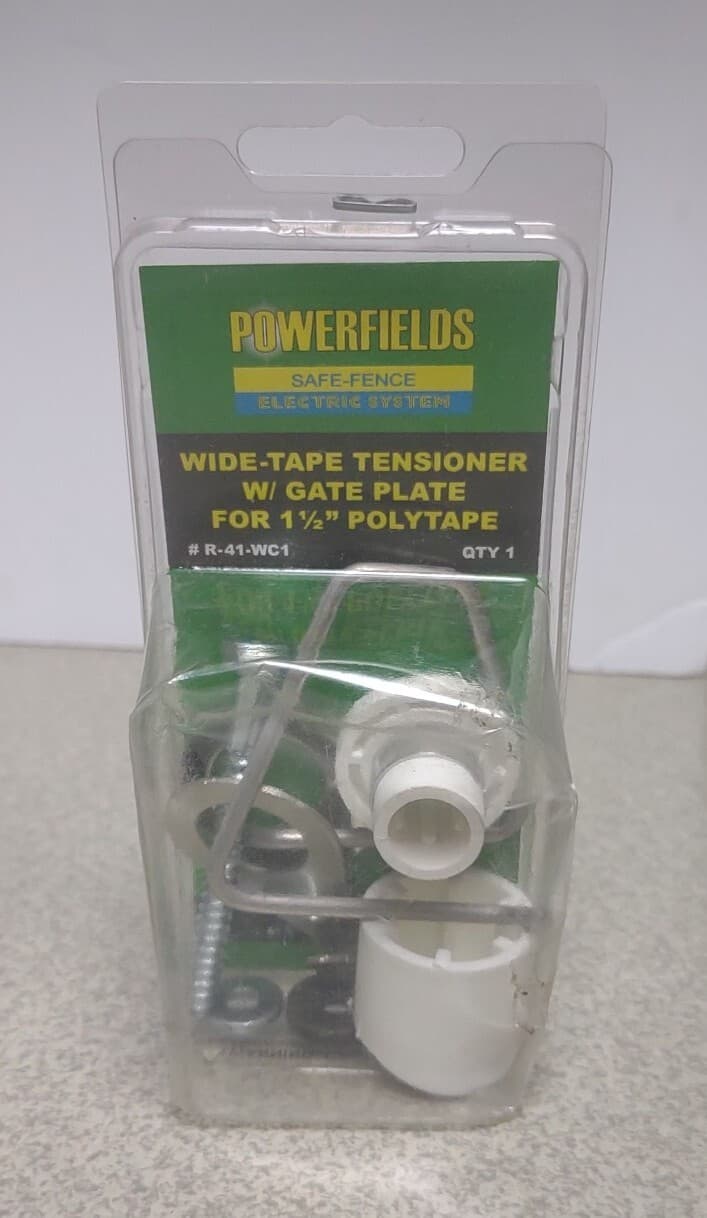 POWERFIELDS
SAFE-FENCE
ELECTRIC SYSTEM
WIDE-TAPE TENSIONER
W/ GATE PLATE
FOR 1½” POLYTAPE
# R-41-WC1 QTY 1